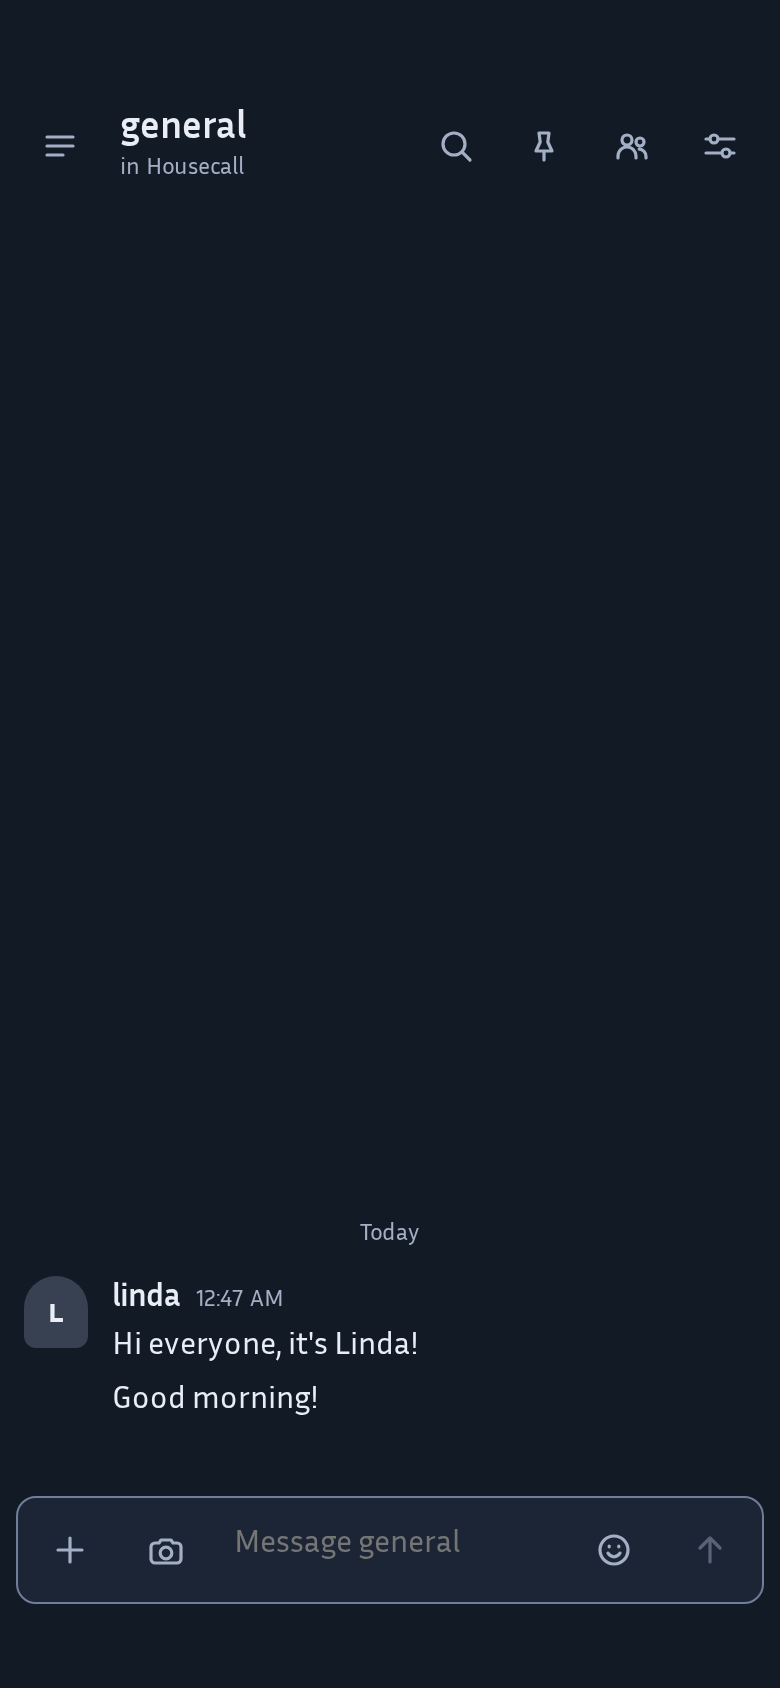 general
in Housecall
Today
L
linda 12:47 AM
Hi everyone, it's Linda!
Good morning!
Message general